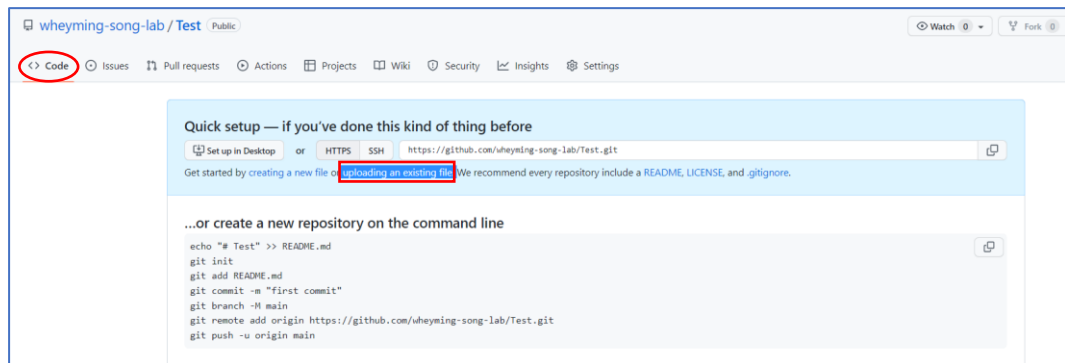 wheyming-song-lab / Test Public
Watch 0 Fork 0
<> Code Issues Pull requests Actions Projects Wiki Security Insights Settings
Quick setup — if you've done this kind of thing before
Set up in Desktop or HTTPS SSH https://github.com/wheyming-song-lab/Test.git
Get started by creating a new file or uploading an existing file. We recommend every repository include a README, LICENSE, and .gitignore.
...or create a new repository on the command line
echo "# Test" >> README.md
git init
git add README.md
git commit -m "first commit"
git branch -M main
git remote add origin https://github.com/wheyming-song-lab/Test.git
git push -u origin main